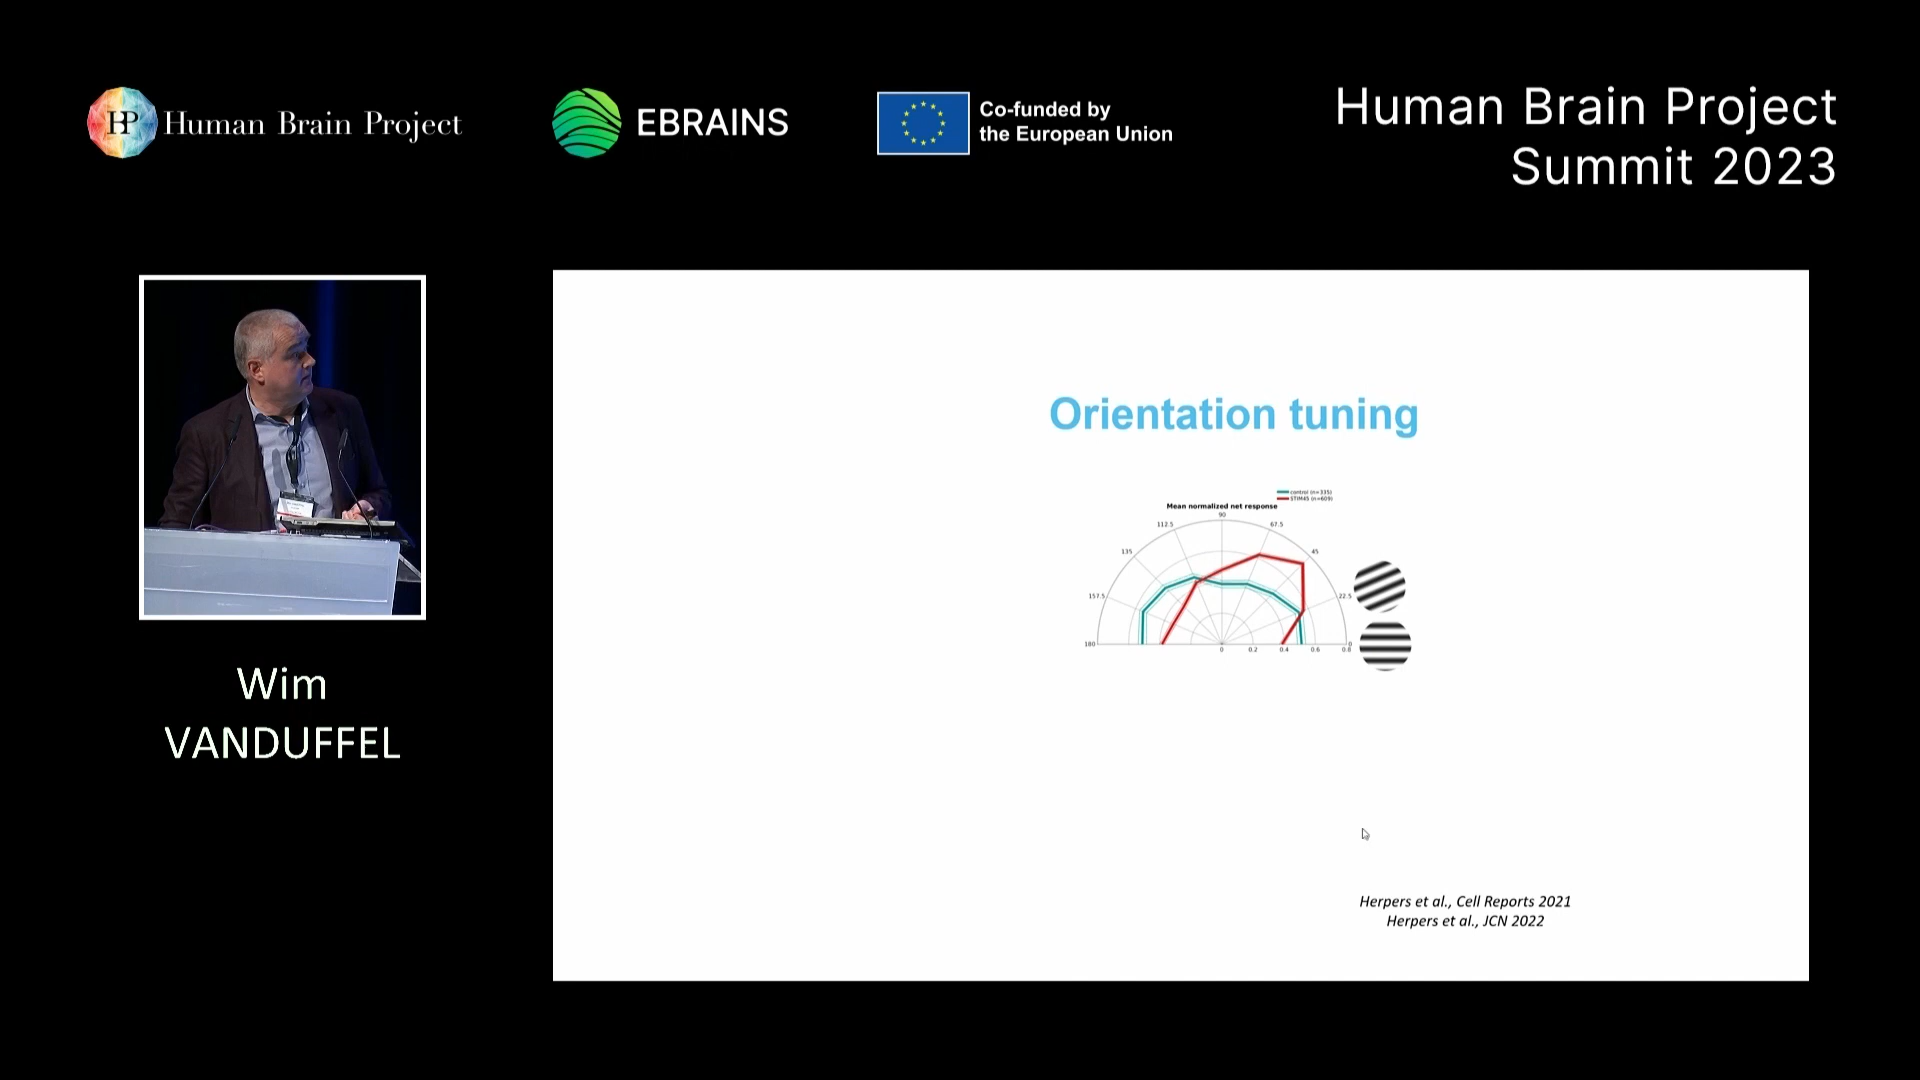 HP Human Brain Project
EBRAINS
Co-funded by
the European Union
Human Brain Project
Summit 2023
Wim
VANDUFFEL
Orientation tuning
control (n=335)
STIM45 (n=609)
Mean normalized net response
90
112.5
67.5
135
45
157.5
22.5
180
0
0
0.2
0.4
0.6
0.8
Herpers et al., Cell Reports 2021
Herpers et al., JCN 2022